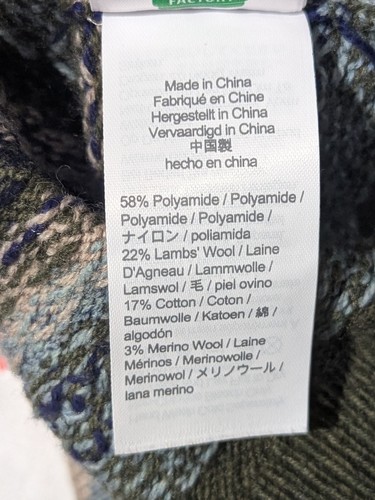 FACTORY
Made in China
Fabriqué en Chine
Hergestellt in China
Vervaardigd in China
中国製
hecho en china
58% Polyamide / Polyamide /
Polyamide / Polyamide /
ナイロン / poliamida
22% Lambs' Wool / Laine
D'Agneau / Lammwolle /
Lamswol / 毛 / piel ovino
17% Cotton / Coton /
Baumwolle / Katoen / 綿 /
algodón
3% Merino Wool / Laine
Mérinos / Merinowolle /
Merinowol / メリノウール /
lana merino